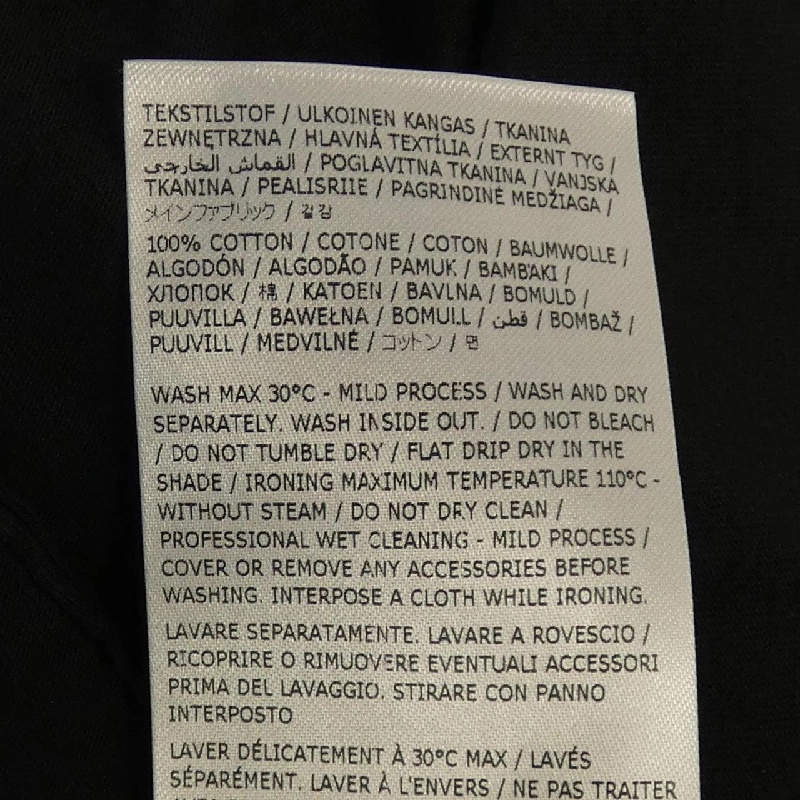 TEKSTILSTOF / ULKOINEN KANGAS / TKANINA
ZEWNĘTRZNA / HLAVNÁ TEXTÍLIA / EXTERNT TYG /
القماش الخارجي / POGLAVITNA TKANINA / VANJSKA
TKANINA / PEALISRIIE / PAGRINDINĖ MEDŽIAGA /
メインファブリック / 겉감
100% COTTON / COTONE / COTON / BAUMWOLLE /
ALGODÓN / ALGODÃO / PAMUK / BAMBAKI /
ХЛОПОК / 棉 / KATOEN / BAVLNA / BOMULD /
PUUVILLA / BAWEŁNA / BOMULL / قطن / BOMBAŽ /
PUUVILL / MEDVILNĖ / コットン / 면
WASH MAX 30°C - MILD PROCESS / WASH AND DRY
SEPARATELY. WASH INSIDE OUT. / DO NOT BLEACH
/ DO NOT TUMBLE DRY / FLAT DRIP DRY IN THE
SHADE / IRONING MAXIMUM TEMPERATURE 110°C -
WITHOUT STEAM / DO NOT DRY CLEAN /
PROFESSIONAL WET CLEANING - MILD PROCESS /
COVER OR REMOVE ANY ACCESSORIES BEFORE
WASHING. INTERPOSE A CLOTH WHILE IRONING.
LAVARE SEPARATAMENTE. LAVARE A ROVESCIO /
RICOPRIRE O RIMUOVERE EVENTUALI ACCESSORI
PRIMA DEL LAVAGGIO. STIRARE CON PANNO
INTERPOSTO
LAVER DÉLICATEMENT À 30°C MAX / LAVÉS
SÉPARÉMENT. LAVER À L'ENVERS / NE PAS TRAITER